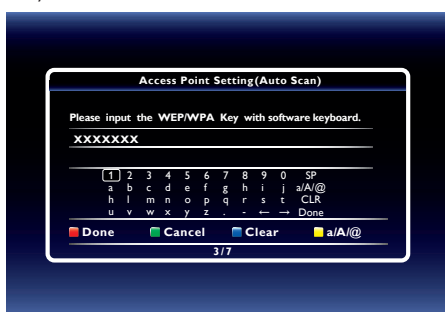 Access Point Setting(Auto Scan)
Please input the WEP/WPA Key with software keyboard.
XXXXXXX
1 2 3 4 5 6 7 8 9 0 SP
a b c d e f g h i j a/A/@
h l m n o p q r s t CLR
u v w x y z . - ← → Done
Done Cancel Clear a/A/@
3/7